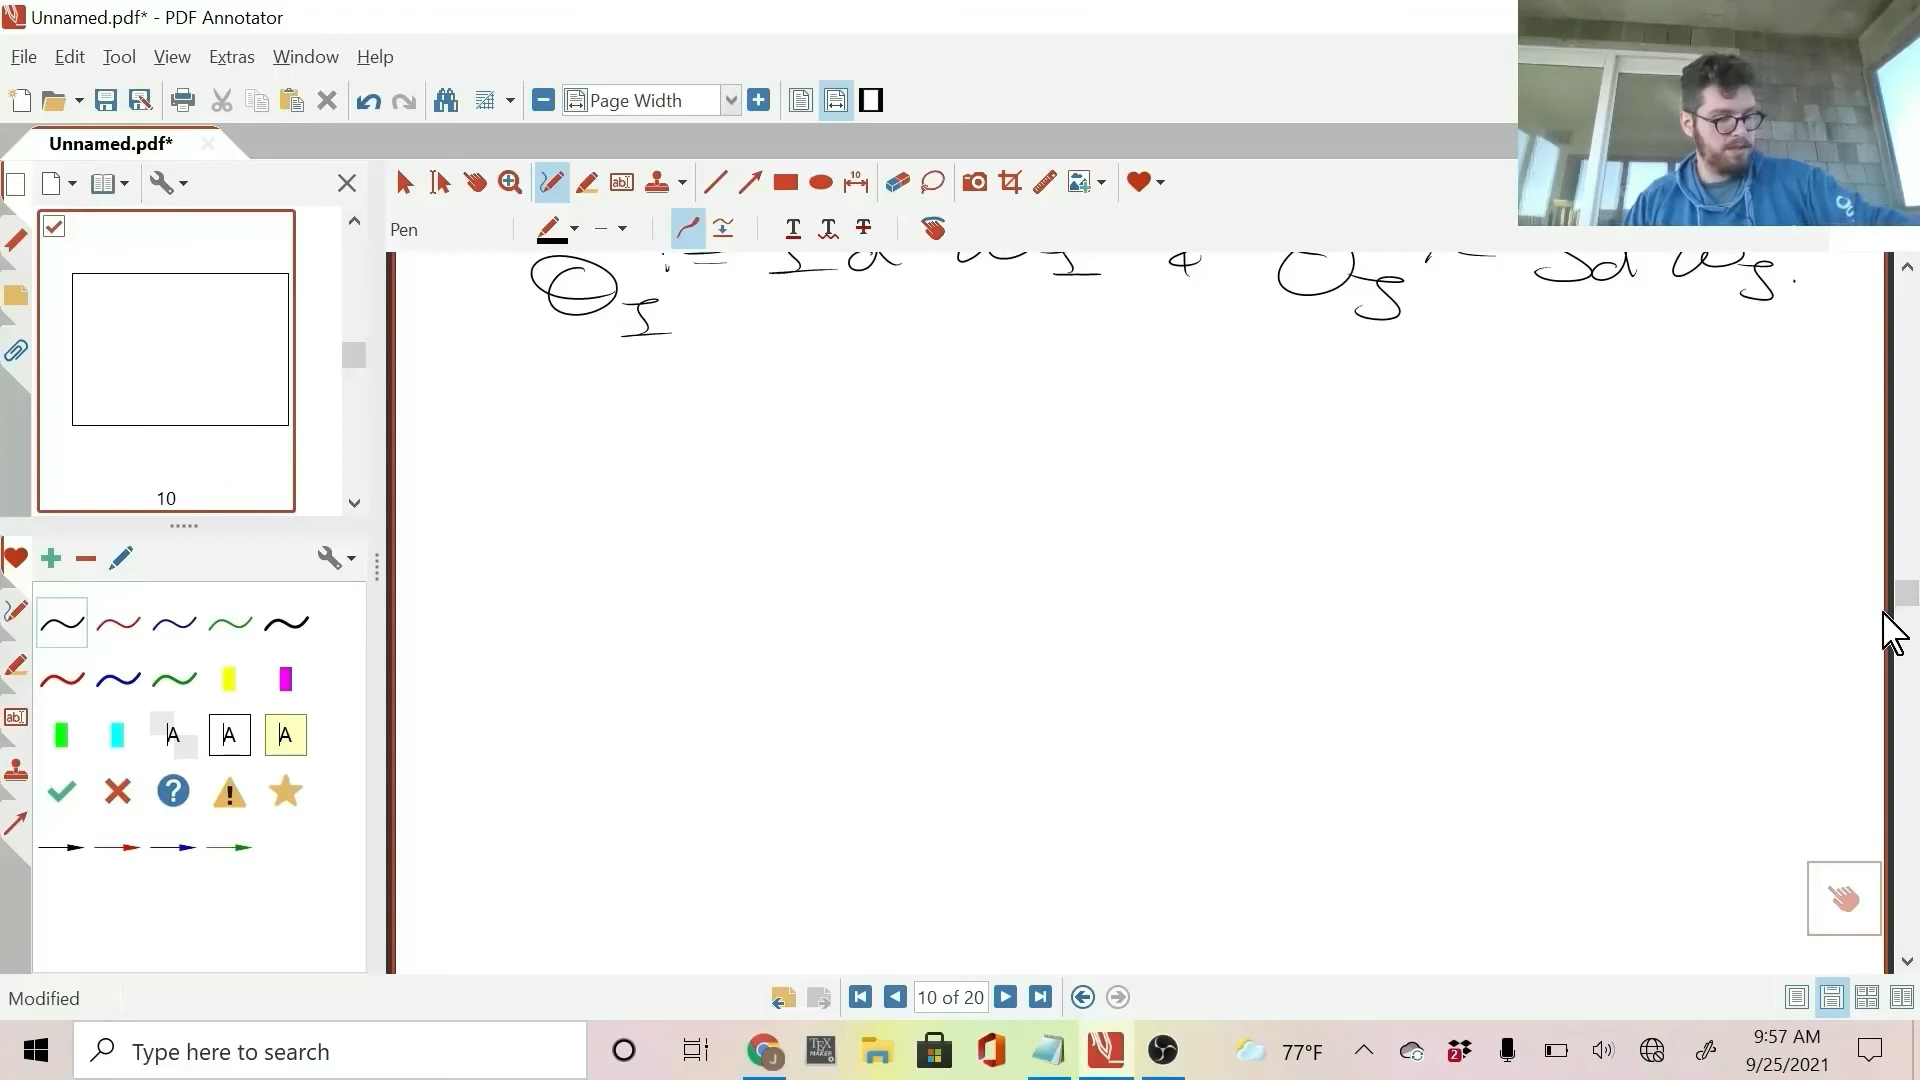 Unnamed.pdf* - PDF Annotator
File Edit Tool View Extras Window Help
Page Width
Unnamed.pdf*
Pen
10
10 of 20
Modified
Type here to search
77°F
9:57 AM
9/25/2021